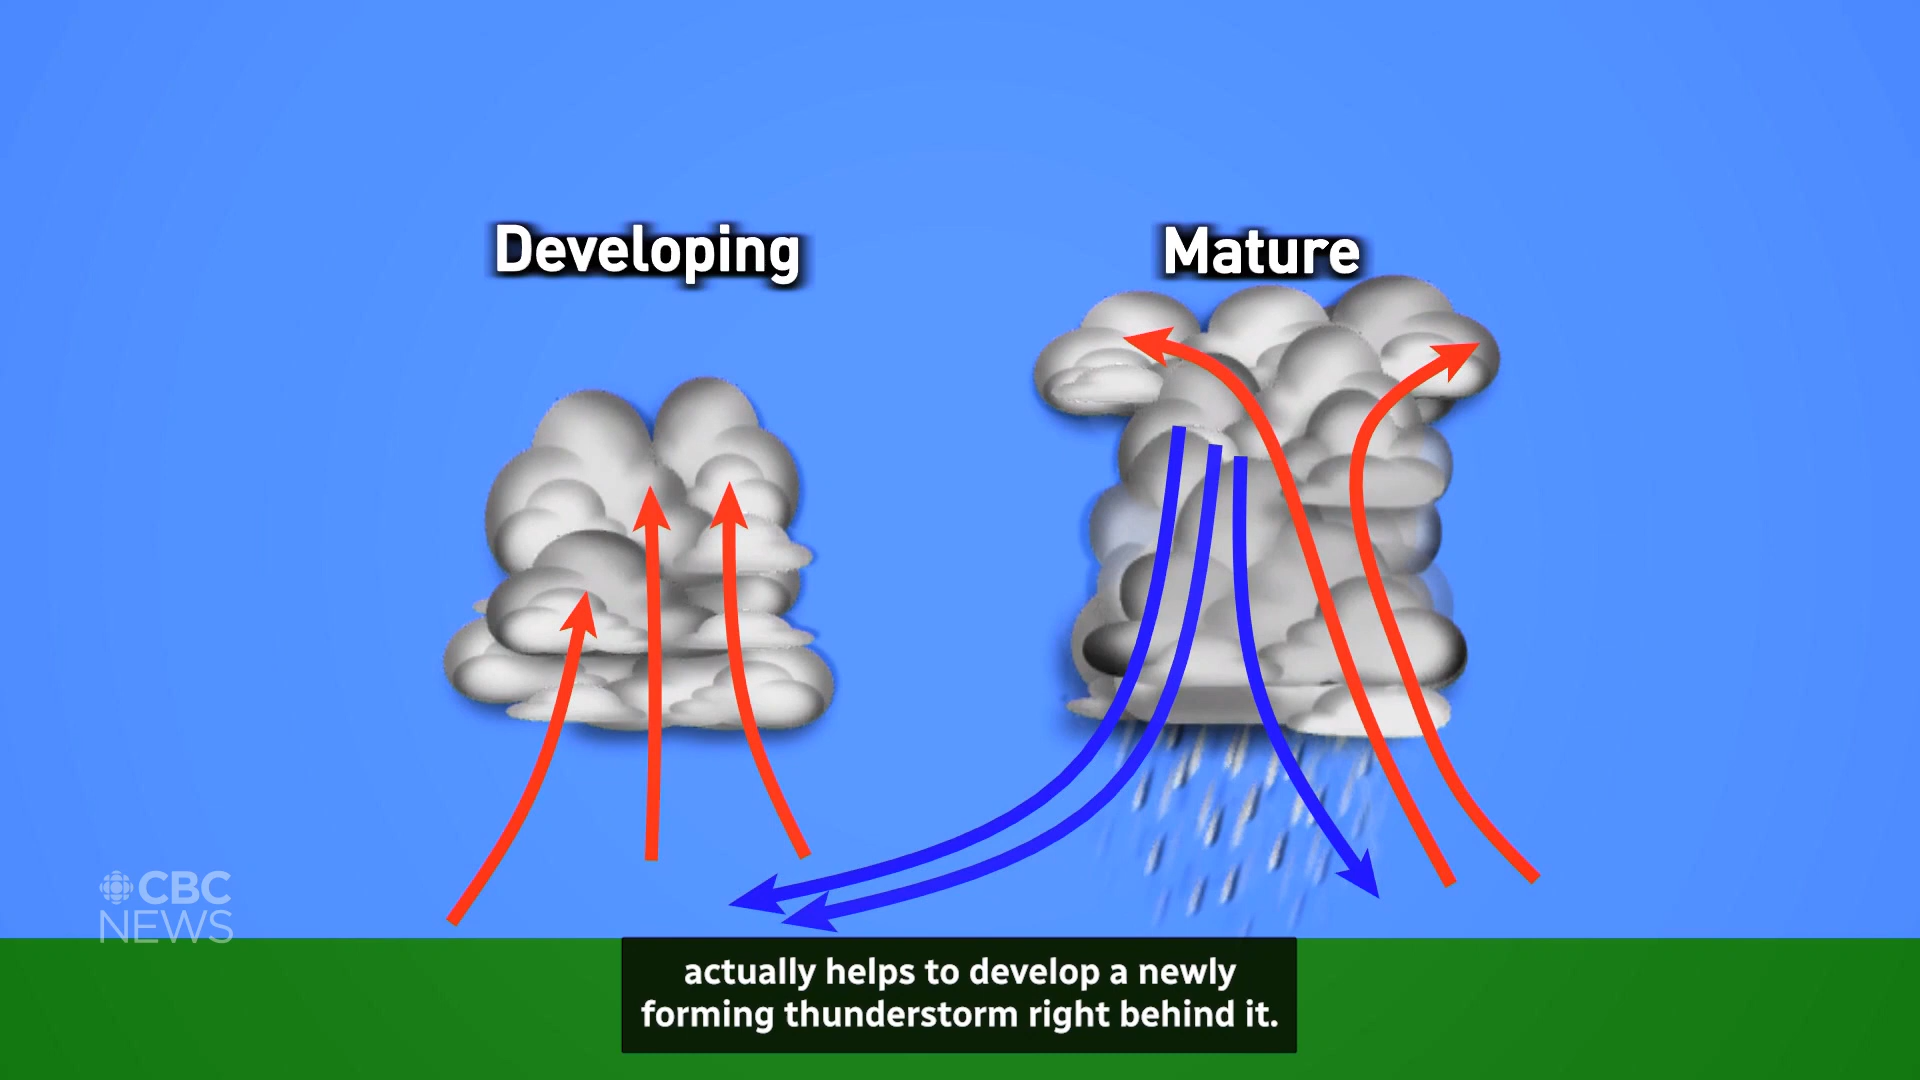 Developing
Mature
CBC
NEWS
actually helps to develop a newly
forming thunderstorm right behind it.